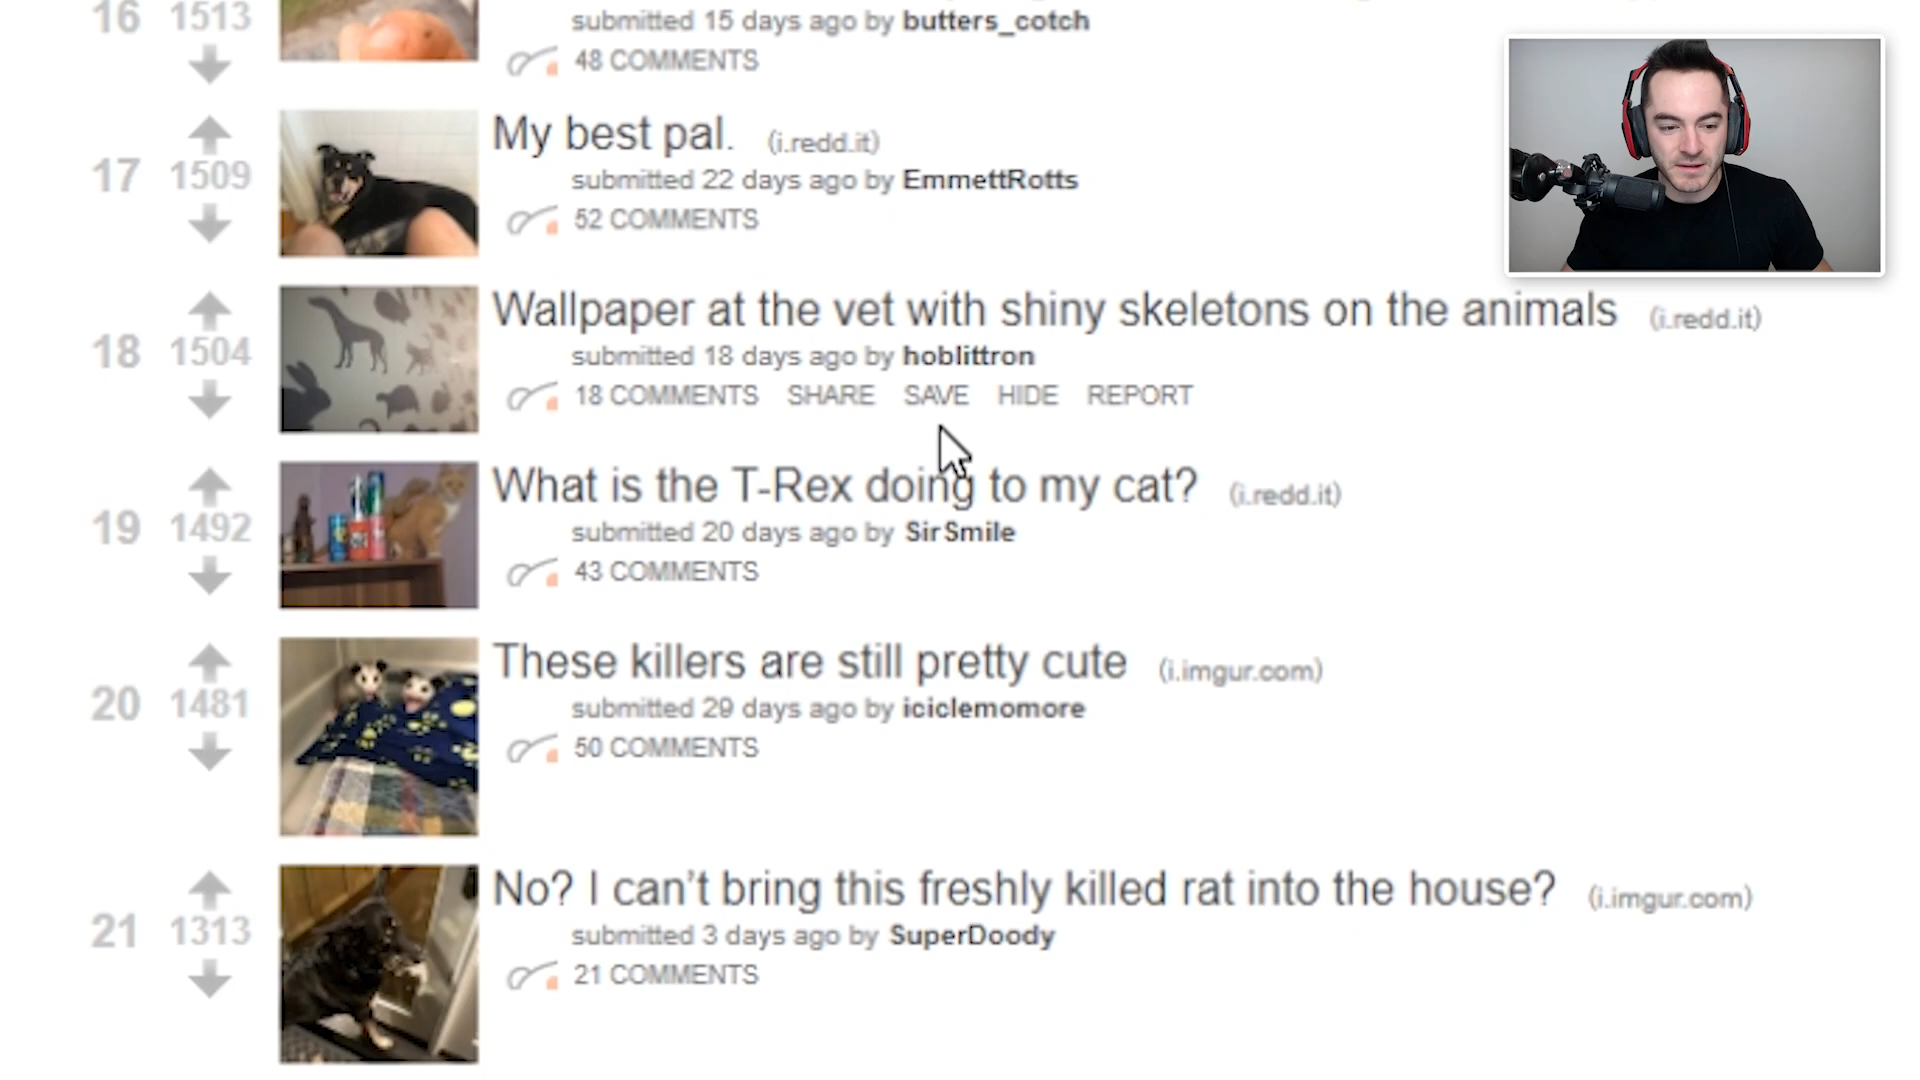 16 1513 submitted 15 days ago by butters_cotch
48 COMMENTS
My best pal. (i.redd.it)
17 1509 submitted 22 days ago by EmmettRotts
52 COMMENTS
Wallpaper at the vet with shiny skeletons on the animals (i.redd.it)
18 1504 submitted 18 days ago by hoblittron
18 COMMENTS SHARE SAVE HIDE REPORT
What is the T-Rex doing to my cat? (i.redd.it)
19 1492 submitted 20 days ago by SirSmile
43 COMMENTS
These killers are still pretty cute (i.imgur.com)
20 1481 submitted 29 days ago by iciclemomore
50 COMMENTS
No? I can't bring this freshly killed rat into the house? (i.imgur.com)
21 1313 submitted 3 days ago by SuperDoody
21 COMMENTS